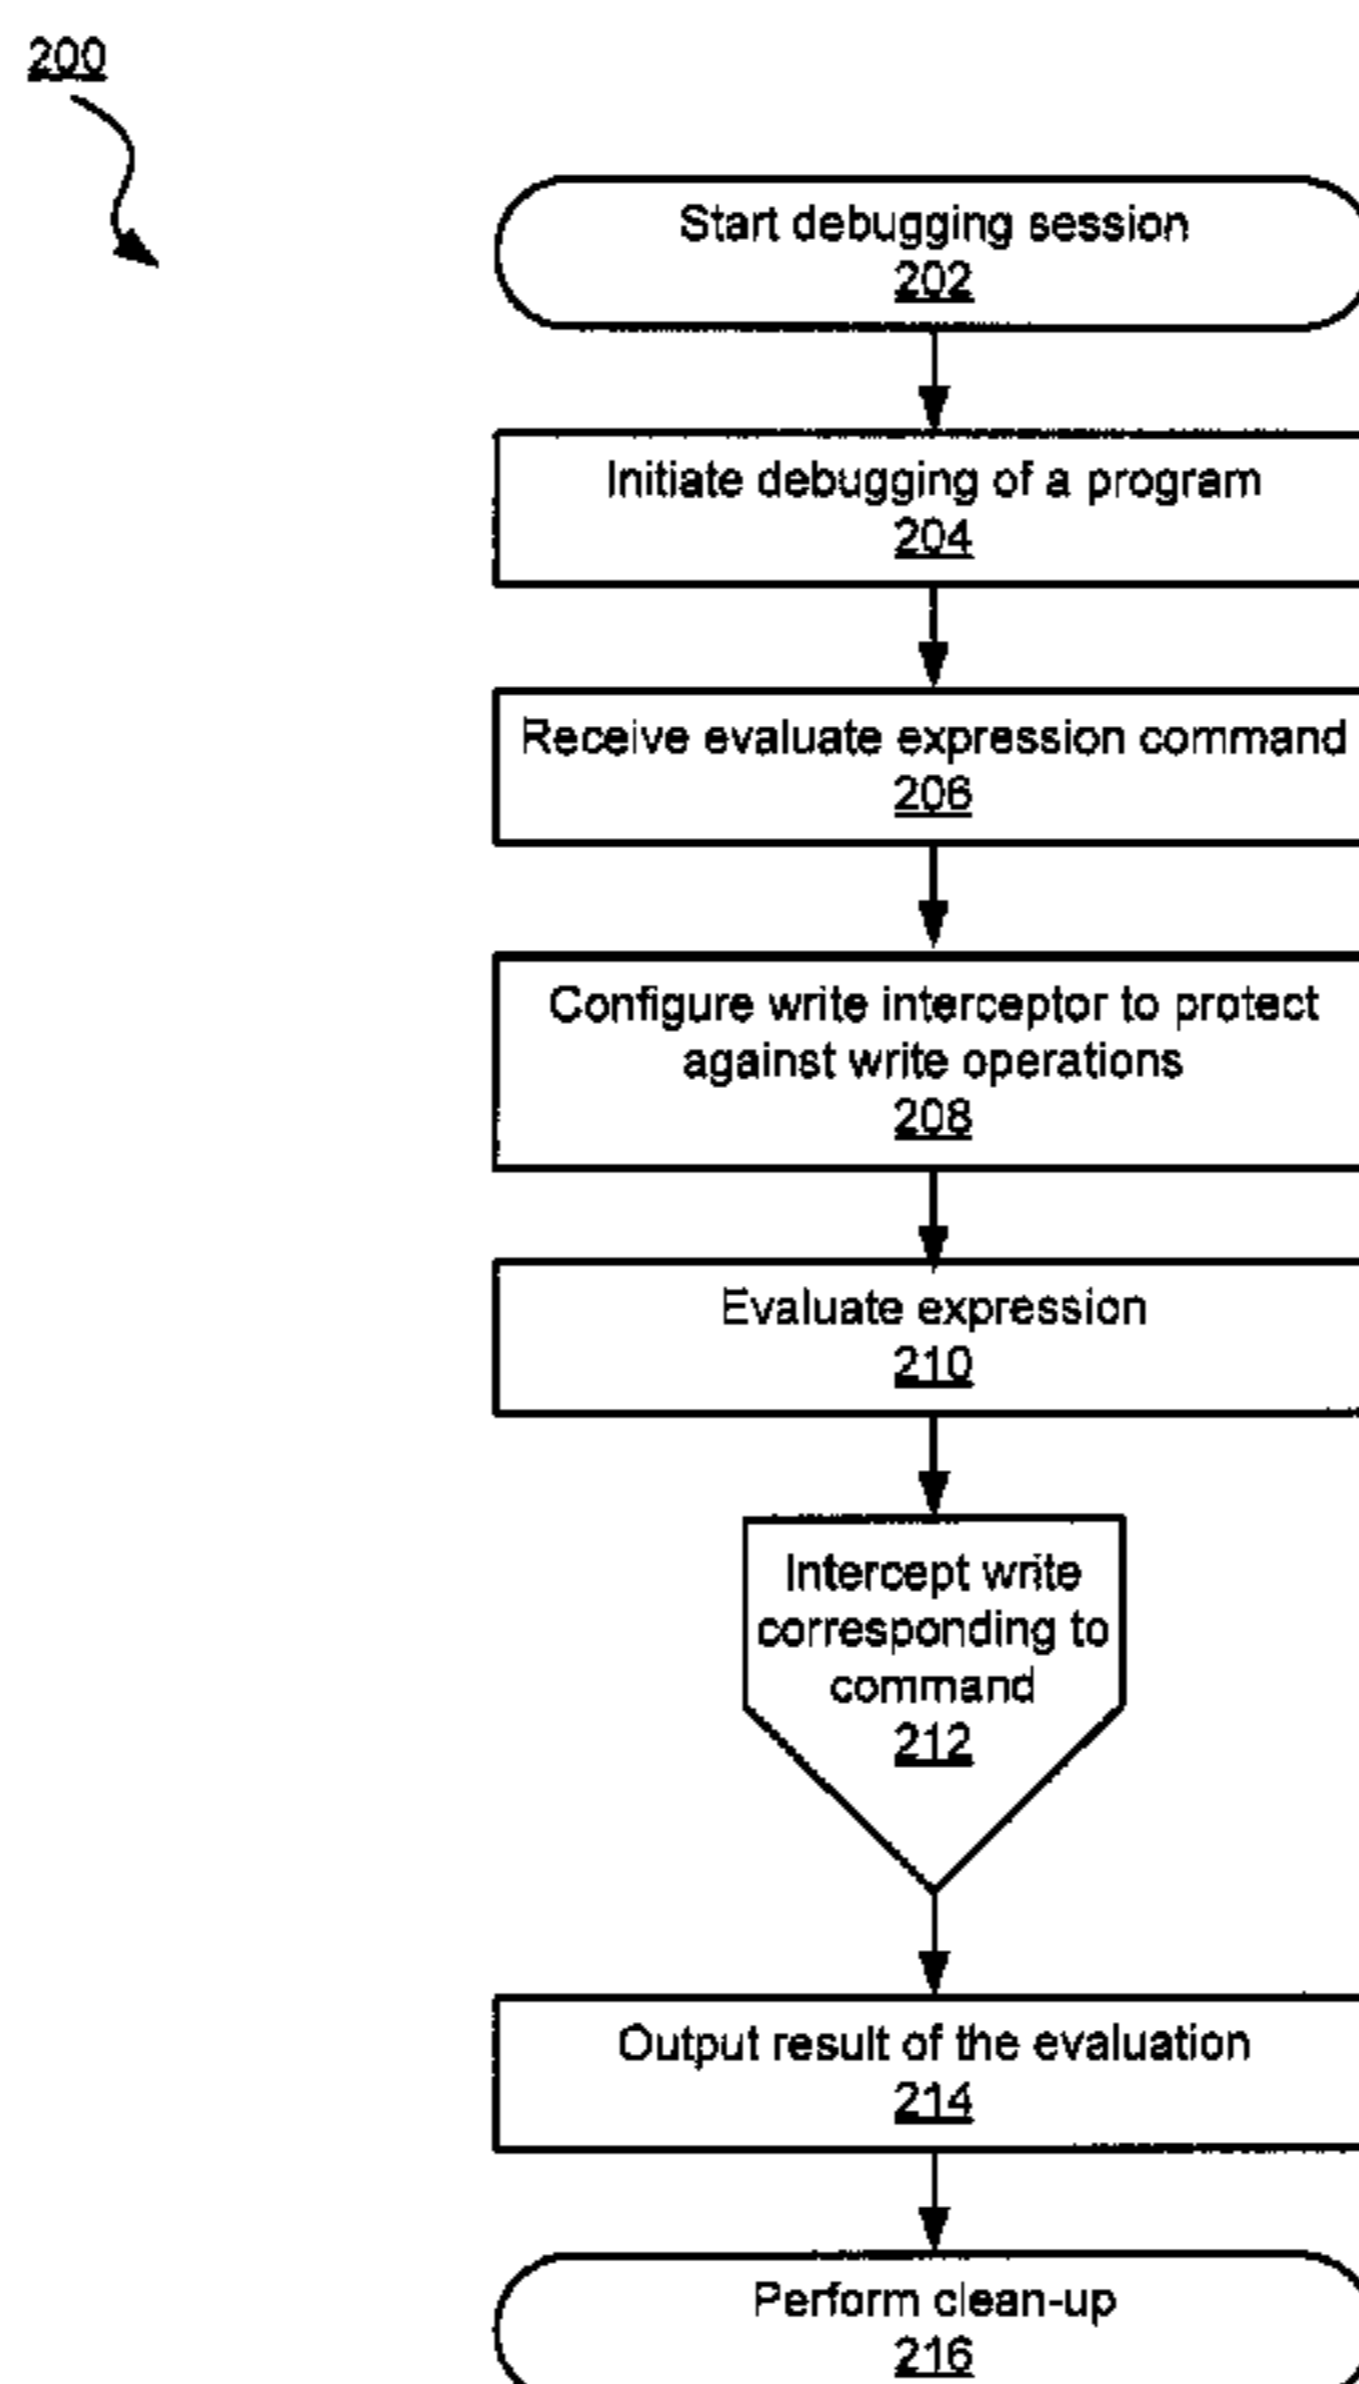 200
Start debugging session
202
Initiate debugging of a program
204
Receive evaluate expression command
206
Configure write interceptor to protect
against write operations
208
Evaluate expression
210
Intercept write
corresponding to
command
212
Output result of the evaluation
214
Perform clean-up
216